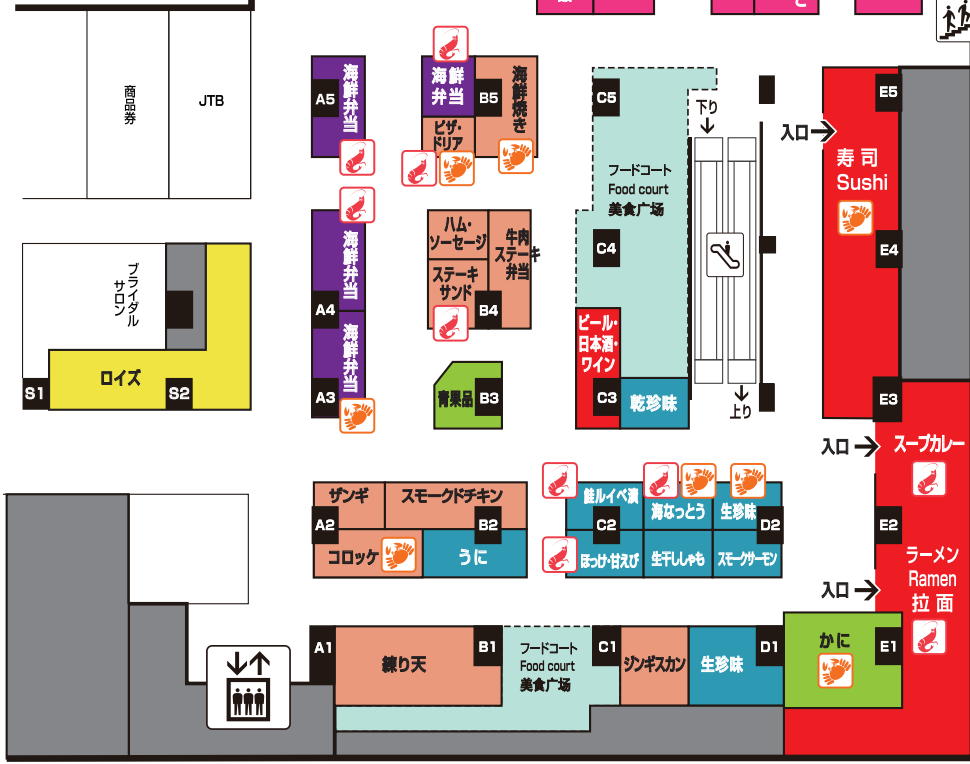 ど
商品券
JTB
A5
海鮮弁当
海鮮
弁当
B5
海鮮焼き
ピザ・
ドリア
C5
フードコート
Food court
美食广场
下り
入口
E5
寿司
Sushi
E4
ブライダル
サロン
A4
海鮮弁当
海鮮弁当
A3
ハム・
ソーセージ
ステーキ
サンド
牛肉
ステーキ
弁当
B4
C4
ビール・
日本酒・
ワイン
C3
乾珍味
上り
S1
ロイズ
S2
青果品
B3
E3
入口
スープカレー
ザンギ
スモークドチキン
A2
B2
コロッケ
うに
鮭ルイベ漬
海なっとう
生珍味
C2
D2
ほっけ・甘えび
生干ししゃも
スモークサーモン
E2
ラーメン
Ramen
拉面
入口
A1
練り天
B1
フードコート
Food court
美食广场
C1
ジンギスカン
生珍味
D1
かに
E1